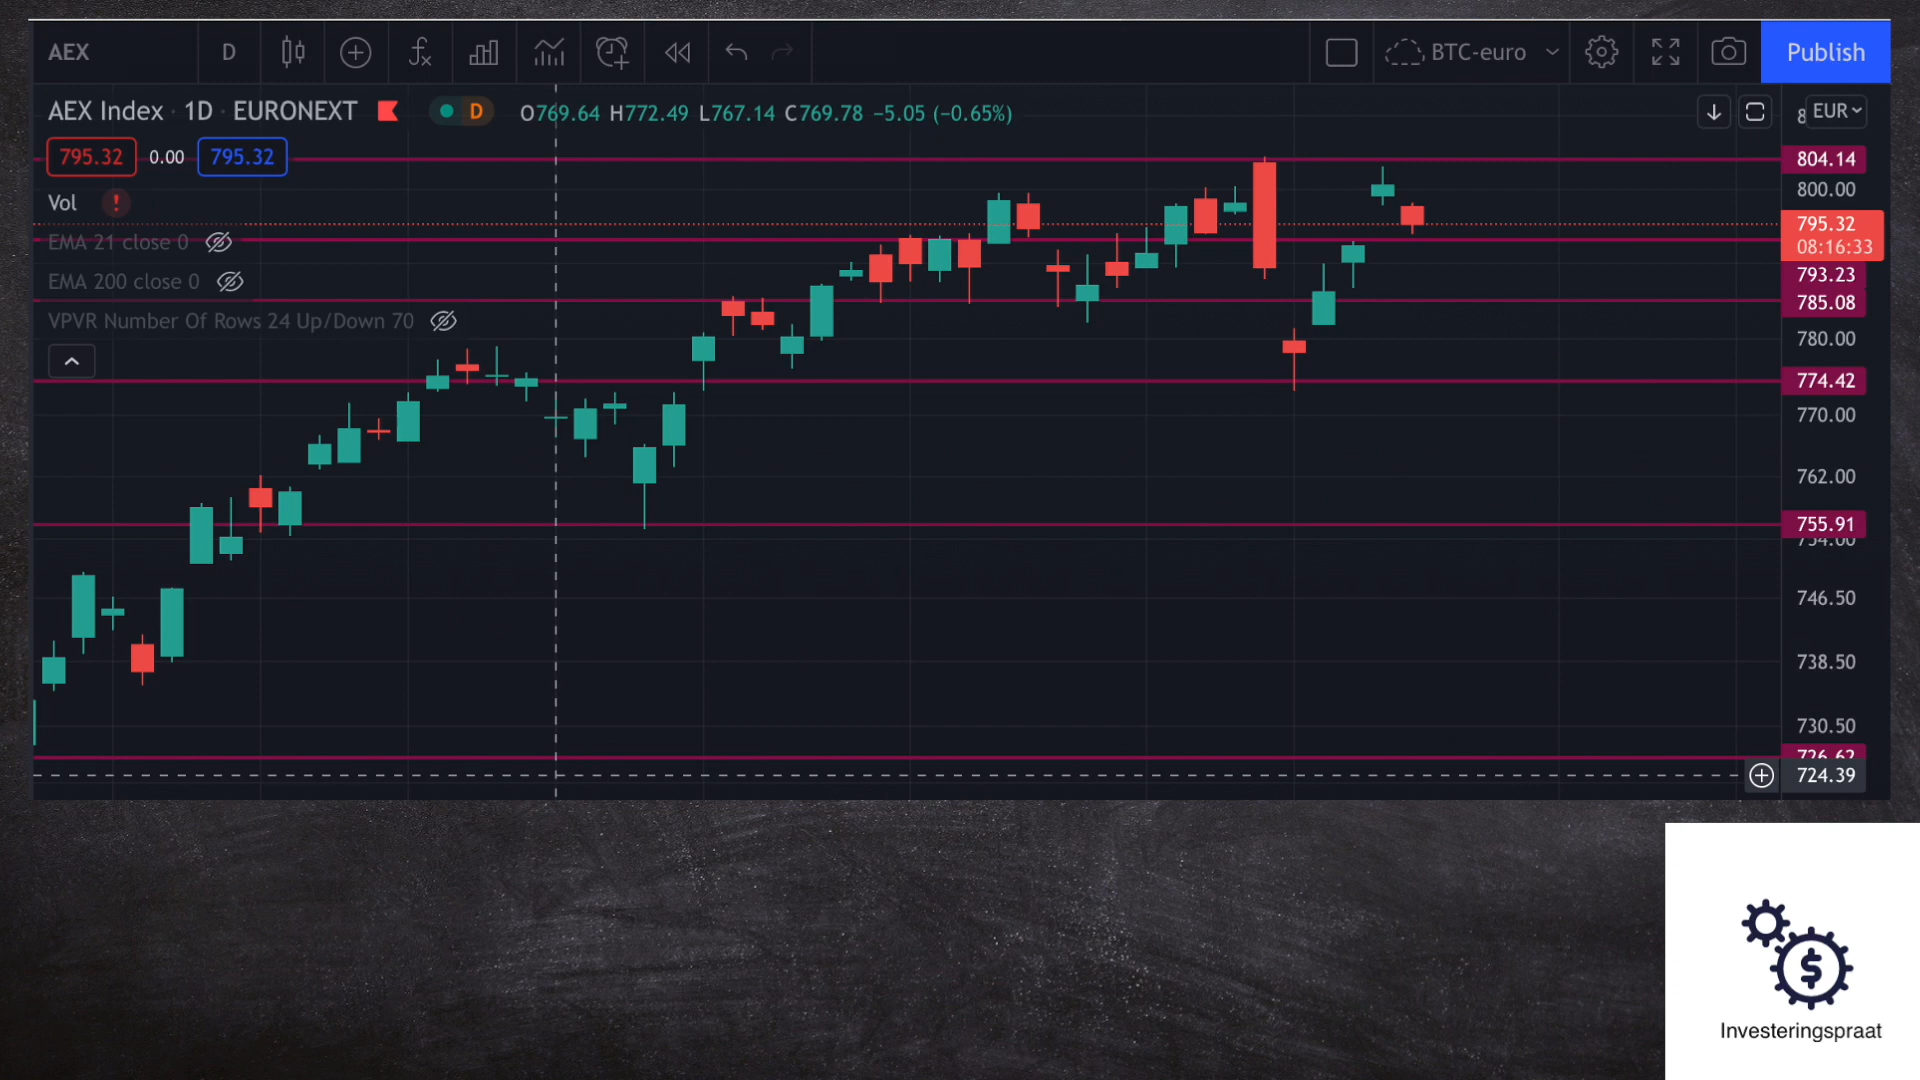 AEX D BTC-euro Publish
AEX Index · 1D · EURONEXT D O769.64 H772.49 L767.14 C769.78 −5.05 (−0.65%) EUR
795.32 0.00 795.32
804.14
800.00
Vol
795.32
08:16:33
EMA 21 close 0
793.23
EMA 200 close 0
785.08
VPVR Number Of Rows 24 Up/Down 70
780.00
774.42
770.00
762.00
755.91
754.00
746.50
738.50
730.50
726.62
724.39
$
Investeringspraat